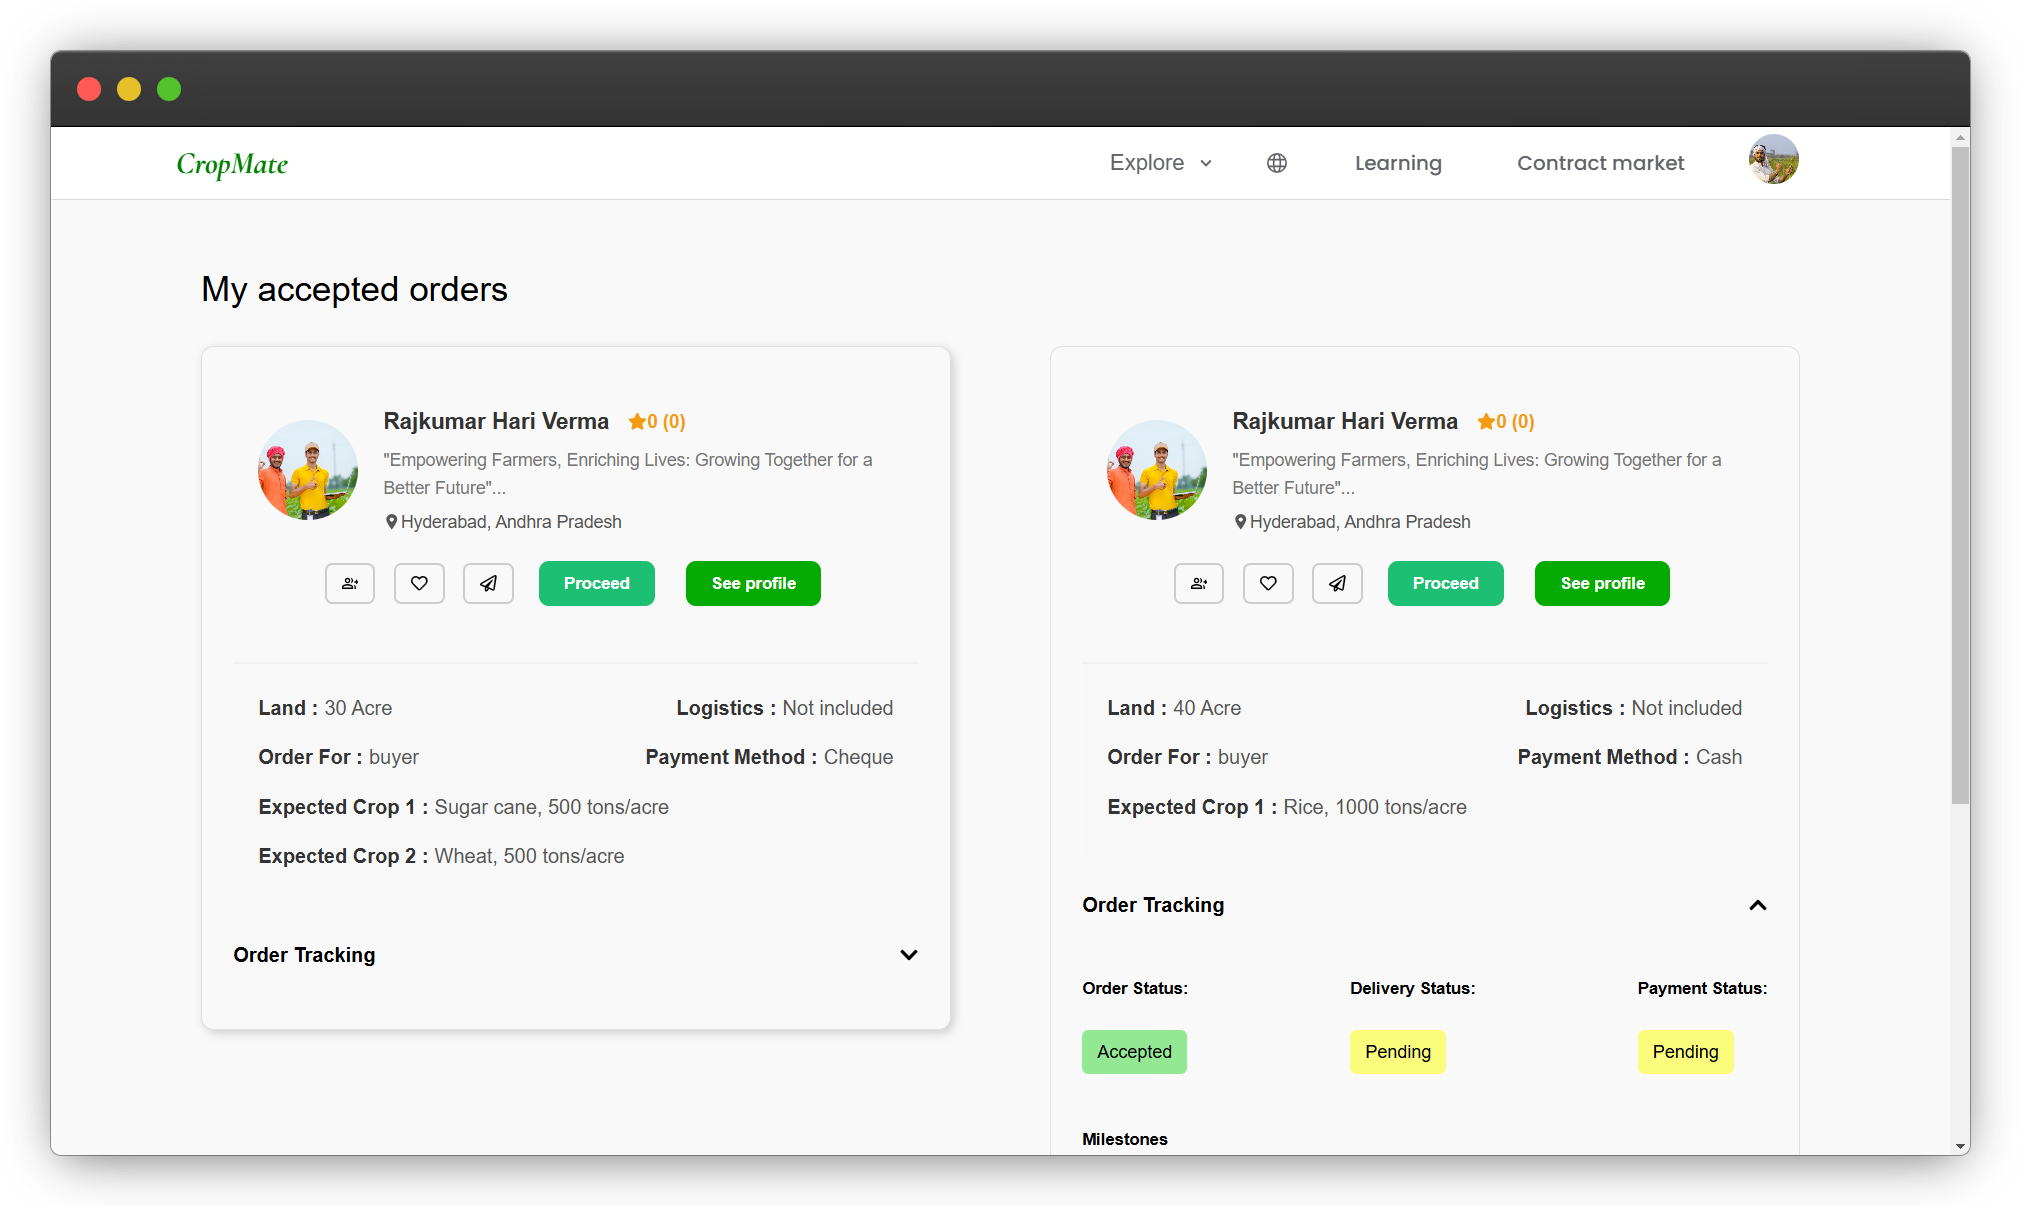 CropMate
Explore
Learning
Contract market
My accepted orders
Rajkumar Hari Verma
0 (0)
"Empowering Farmers, Enriching Lives: Growing Together for a
Better Future"...
Hyderabad, Andhra Pradesh
Proceed
See profile
Land : 30 Acre
Logistics : Not included
Order For : buyer
Payment Method : Cheque
Expected Crop 1 : Sugar cane, 500 tons/acre
Expected Crop 2 : Wheat, 500 tons/acre
Order Tracking
Rajkumar Hari Verma
0 (0)
"Empowering Farmers, Enriching Lives: Growing Together for a
Better Future"...
Hyderabad, Andhra Pradesh
Proceed
See profile
Land : 40 Acre
Logistics : Not included
Order For : buyer
Payment Method : Cash
Expected Crop 1 : Rice, 1000 tons/acre
Order Tracking
Order Status:
Delivery Status:
Payment Status:
Accepted
Pending
Pending
Milestones